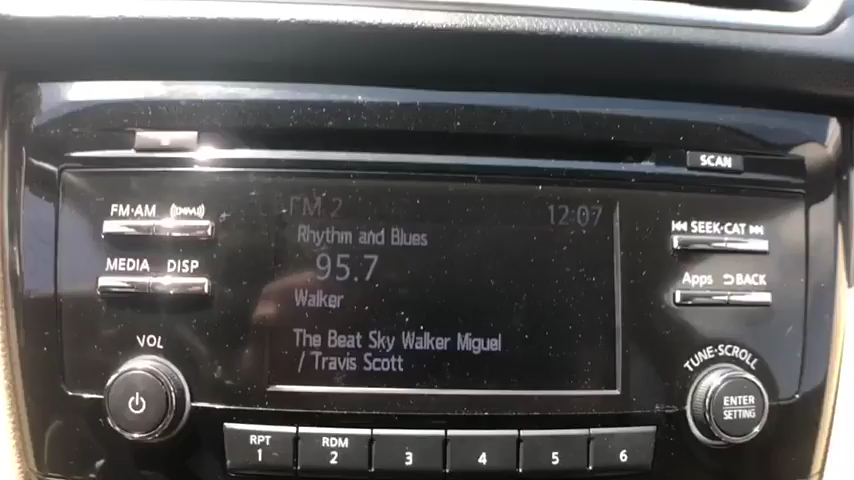 SCAN
FM·AM
SEEK·CAT
MEDIA DISP
Apps BACK
FM 2 12:07
Rhythm and Blues
95.7
Walker
The Beat Sky Walker Miguel
/ Travis Scott
VOL
TUNE·SCROLL
ENTER
SETTING
RPT
1
RDM
2
3
4
5
6